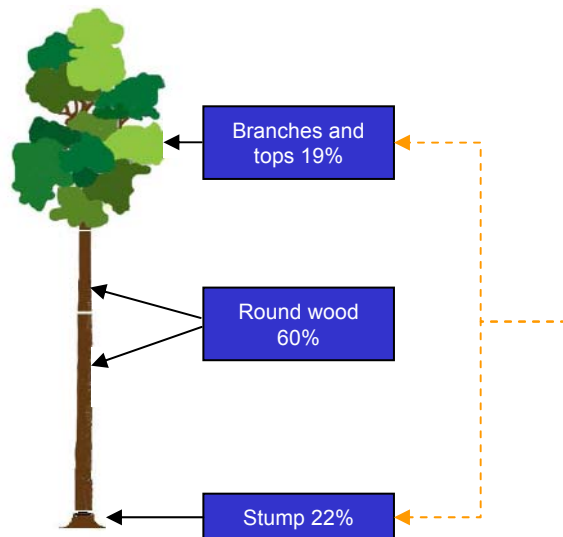 Branches and
tops 19%
Round wood
60%
Stump 22%